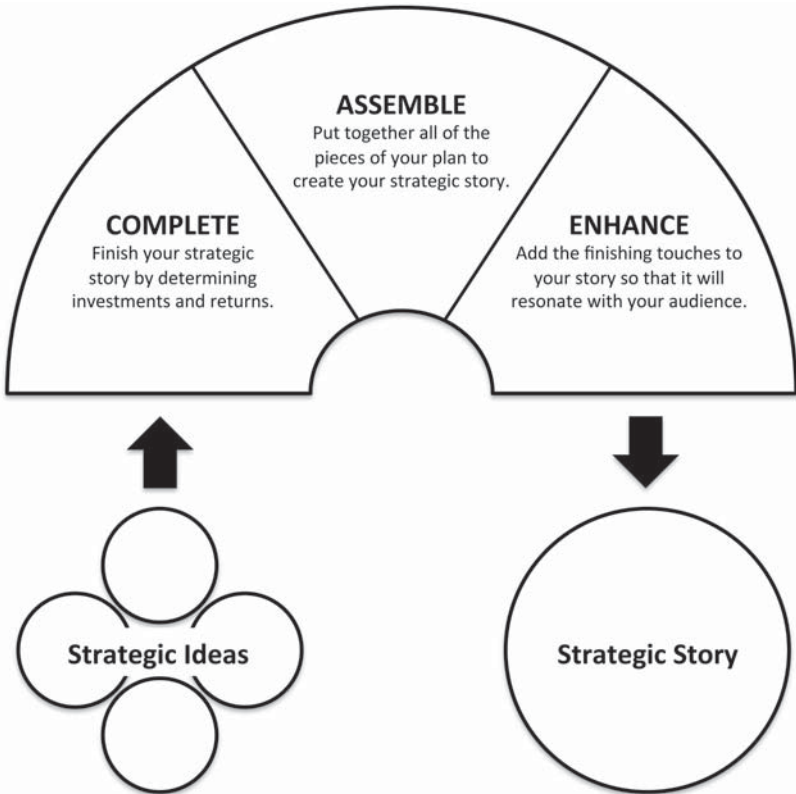 COMPLETE
Finish your strategic
story by determining
investments and returns.
ASSEMBLE
Put together all of the
pieces of your plan to
create your strategic story.
ENHANCE
Add the finishing touches to
your story so that it will
resonate with your audience.
Strategic Ideas
Strategic Story